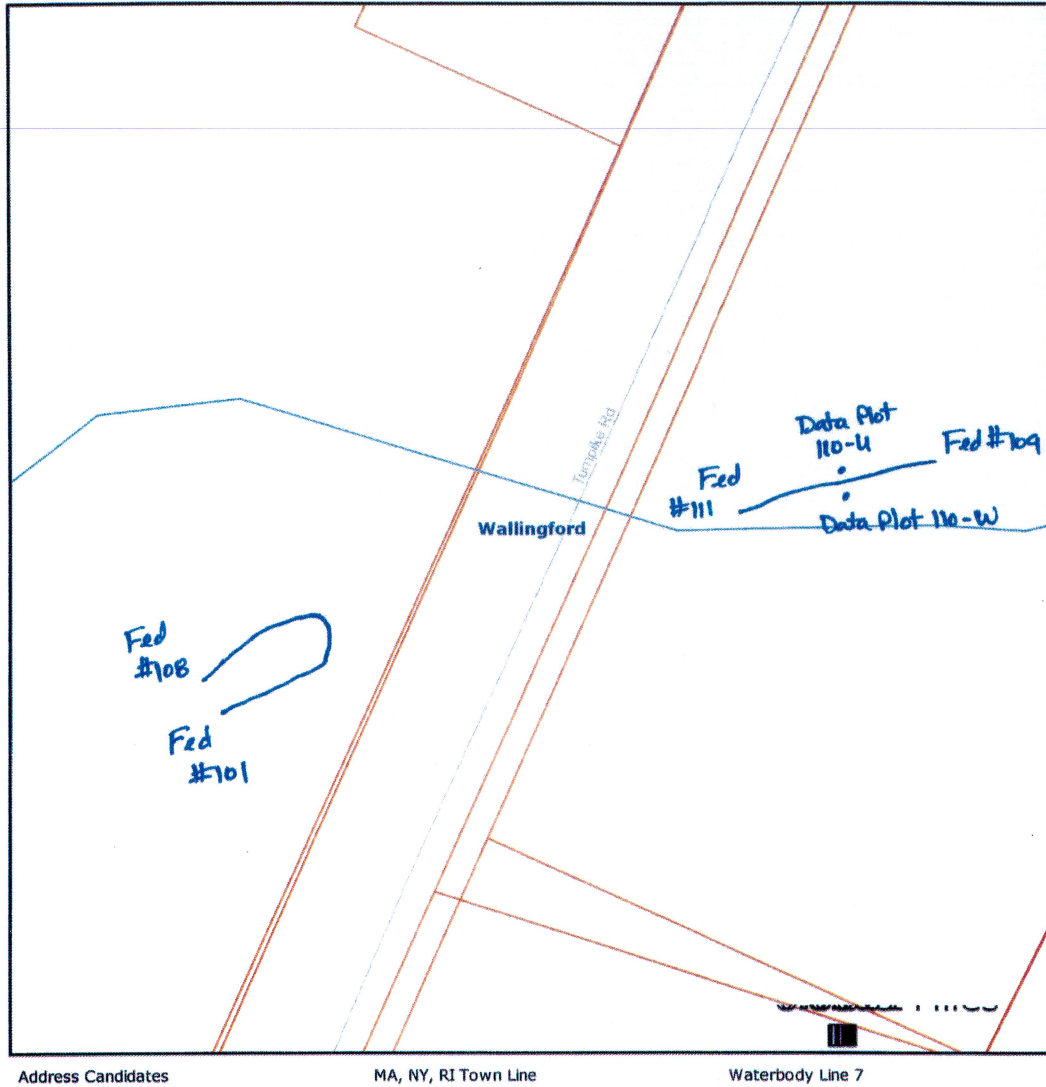 Turnpike Rd
Wallingford
Data Plot
110-U
Fed #109
Fed
#111
Data Plot 110-W
Fed
#108
Fed
#101
Address Candidates
MA, NY, RI Town Line
Waterbody Line 7